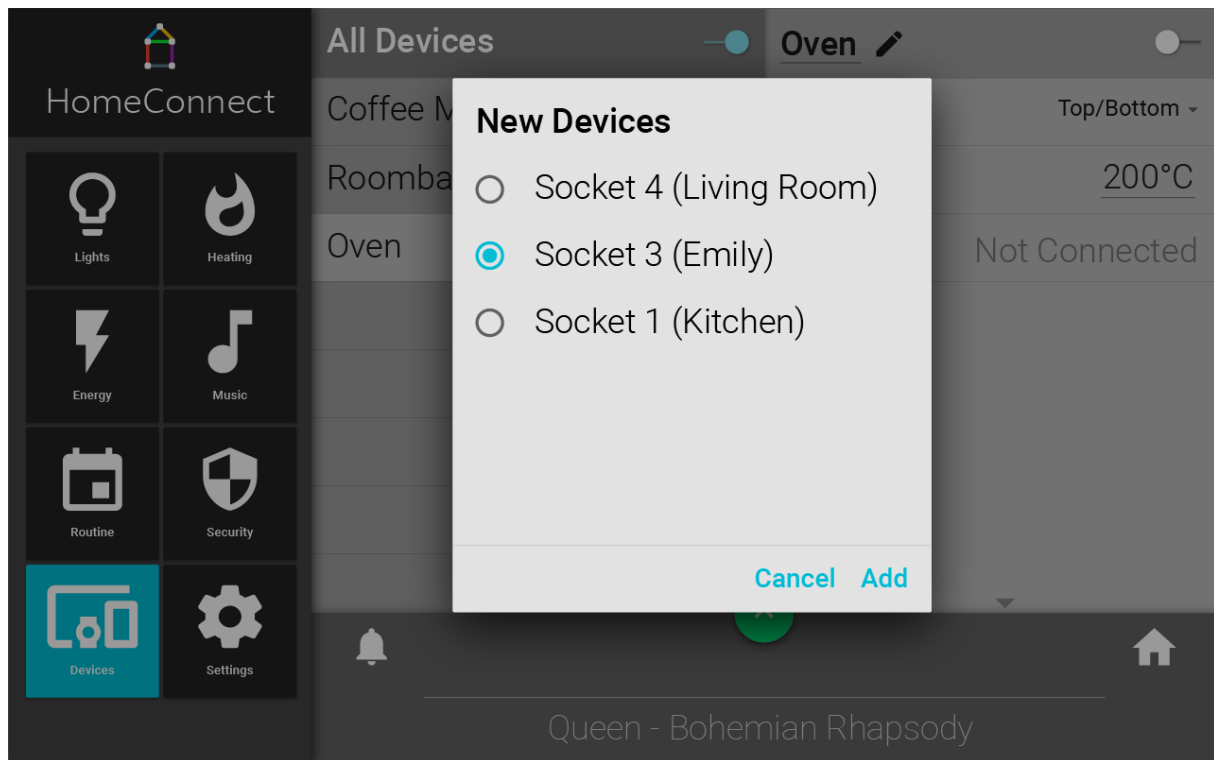 HomeConnect
Lights
Heating
Energy
Music
Routine
Security
Devices
Settings
All Devices
Coffee
Roomba
Oven
Oven
Top/Bottom
200°C
Not Connected
New Devices
Socket 4 (Living Room)
Socket 3 (Emily)
Socket 1 (Kitchen)
Cancel Add
Queen - Bohemian Rhapsody